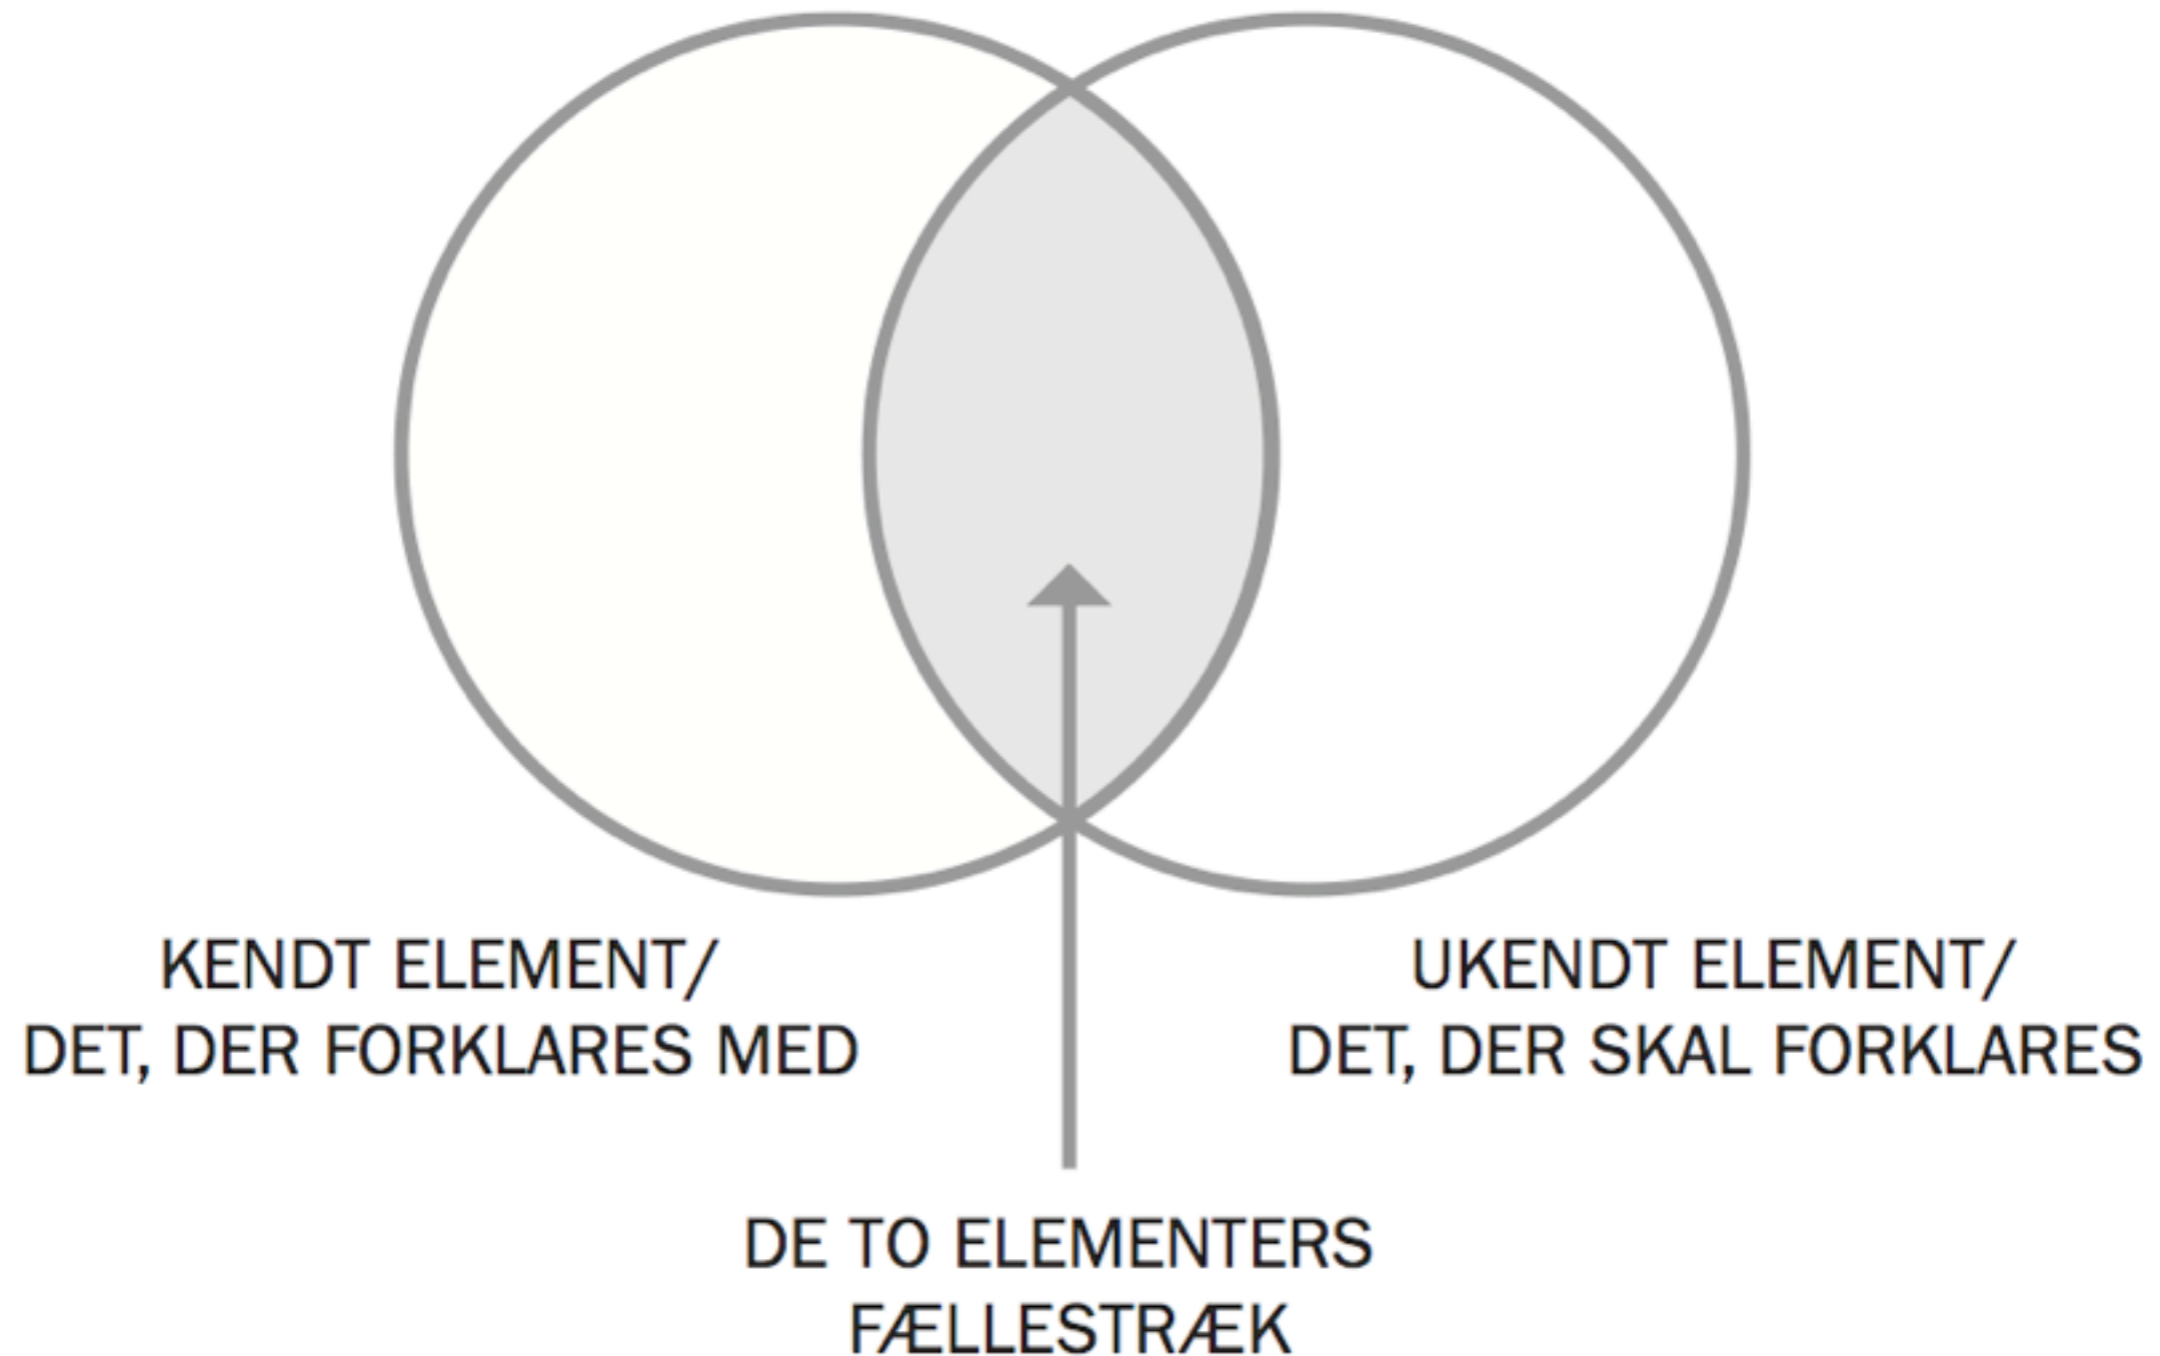 KENDT ELEMENT/
DET, DER FORKLARES MED
UKENDT ELEMENT/
DET, DER SKAL FORKLARES
DE TO ELEMENTERS
FÆLLESTRÆK